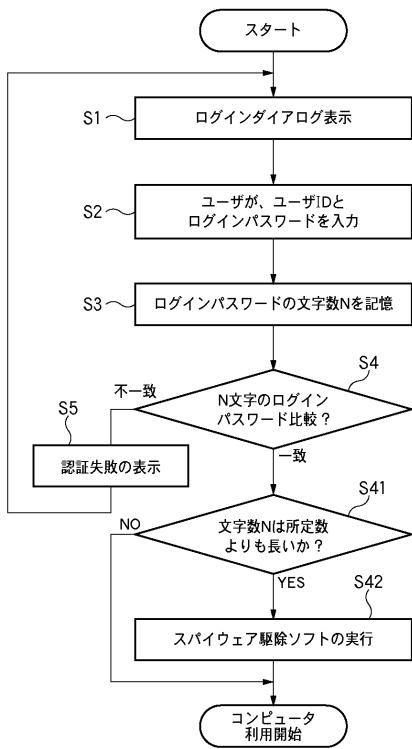 スタート
S1
ログインダイアログ表示
S2
ユーザが、ユーザIDと
ログインパスワードを入力
S3
ログインパスワードの文字数Nを記憶
S4
不一致
N文字のログイン
パスワード比較？
S5
認証失敗の表示
一致
S41
NO
文字数Nは所定数
よりも長いか？
YES
S42
スパイウェア駆除ソフトの実行
コンピュータ
利用開始